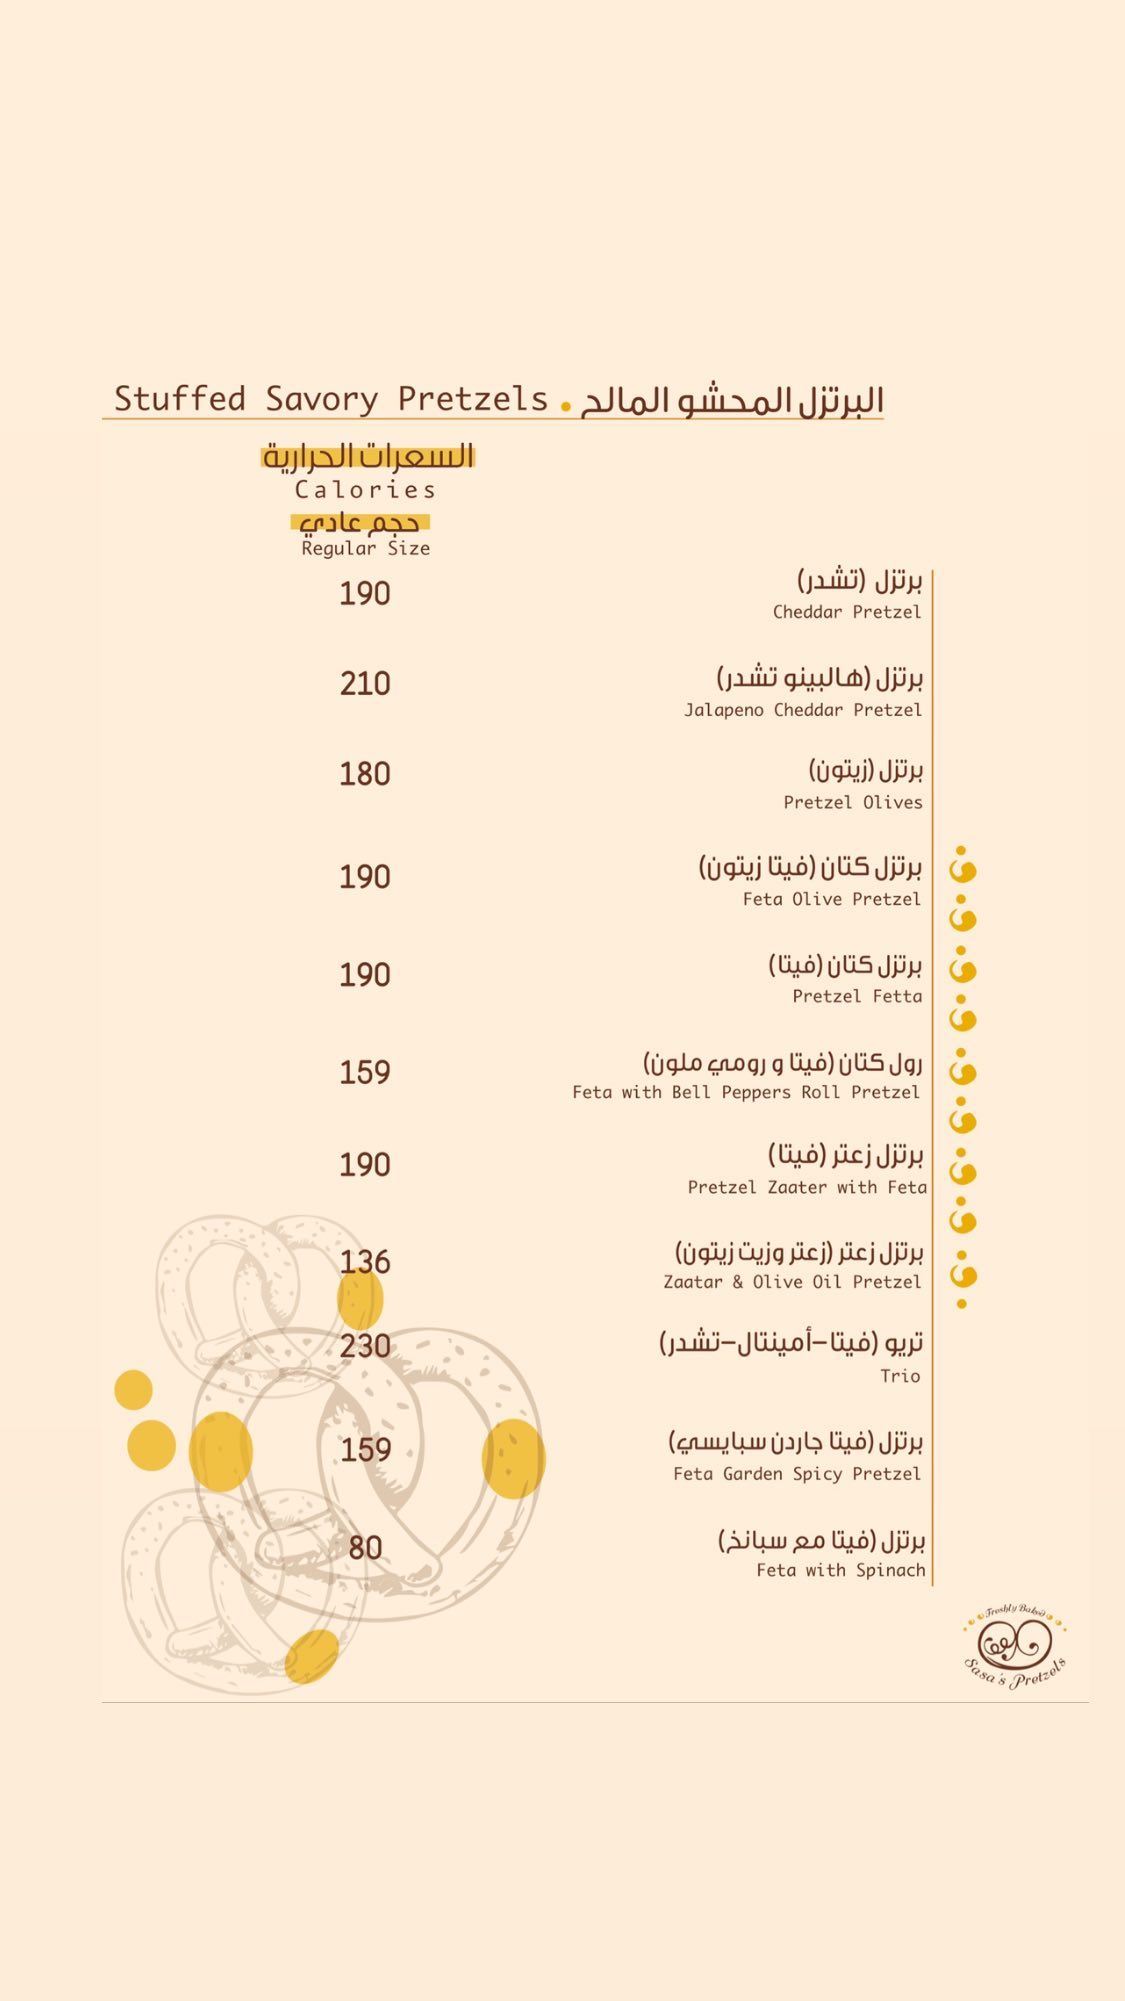 Stuffed Savory Pretzels • البرتزل المحشو المالح
السعرات الحرارية
Calories
حجم عادي
Regular Size
برتزل (تشدر)
Cheddar Pretzel
190
برتزل (هالبينو تشدر)
Jalapeno Cheddar Pretzel
210
برتزل (زيتون)
Pretzel Olives
180
برتزل كتان (فيتا زيتون)
Feta Olive Pretzel
190
برتزل كتان (فيتا)
Pretzel Fetta
190
رول كتان (فيتا و رومي ملون)
Feta with Bell Peppers Roll Pretzel
159
برتزل زعتر (فيتا)
Pretzel Zaater with Feta
190
برتزل زعتر (زعتر وزيت زيتون)
Zaatar & Olive Oil Pretzel
136
تريو (فيتا-أمينتال-تشدر)
Trio
230
برتزل (فيتا جاردن سبايسي)
Feta Garden Spicy Pretzel
159
برتزل (فيتا مع سبانخ)
Feta with Spinach
80
Freshly Baked
Sasa's Pretzels